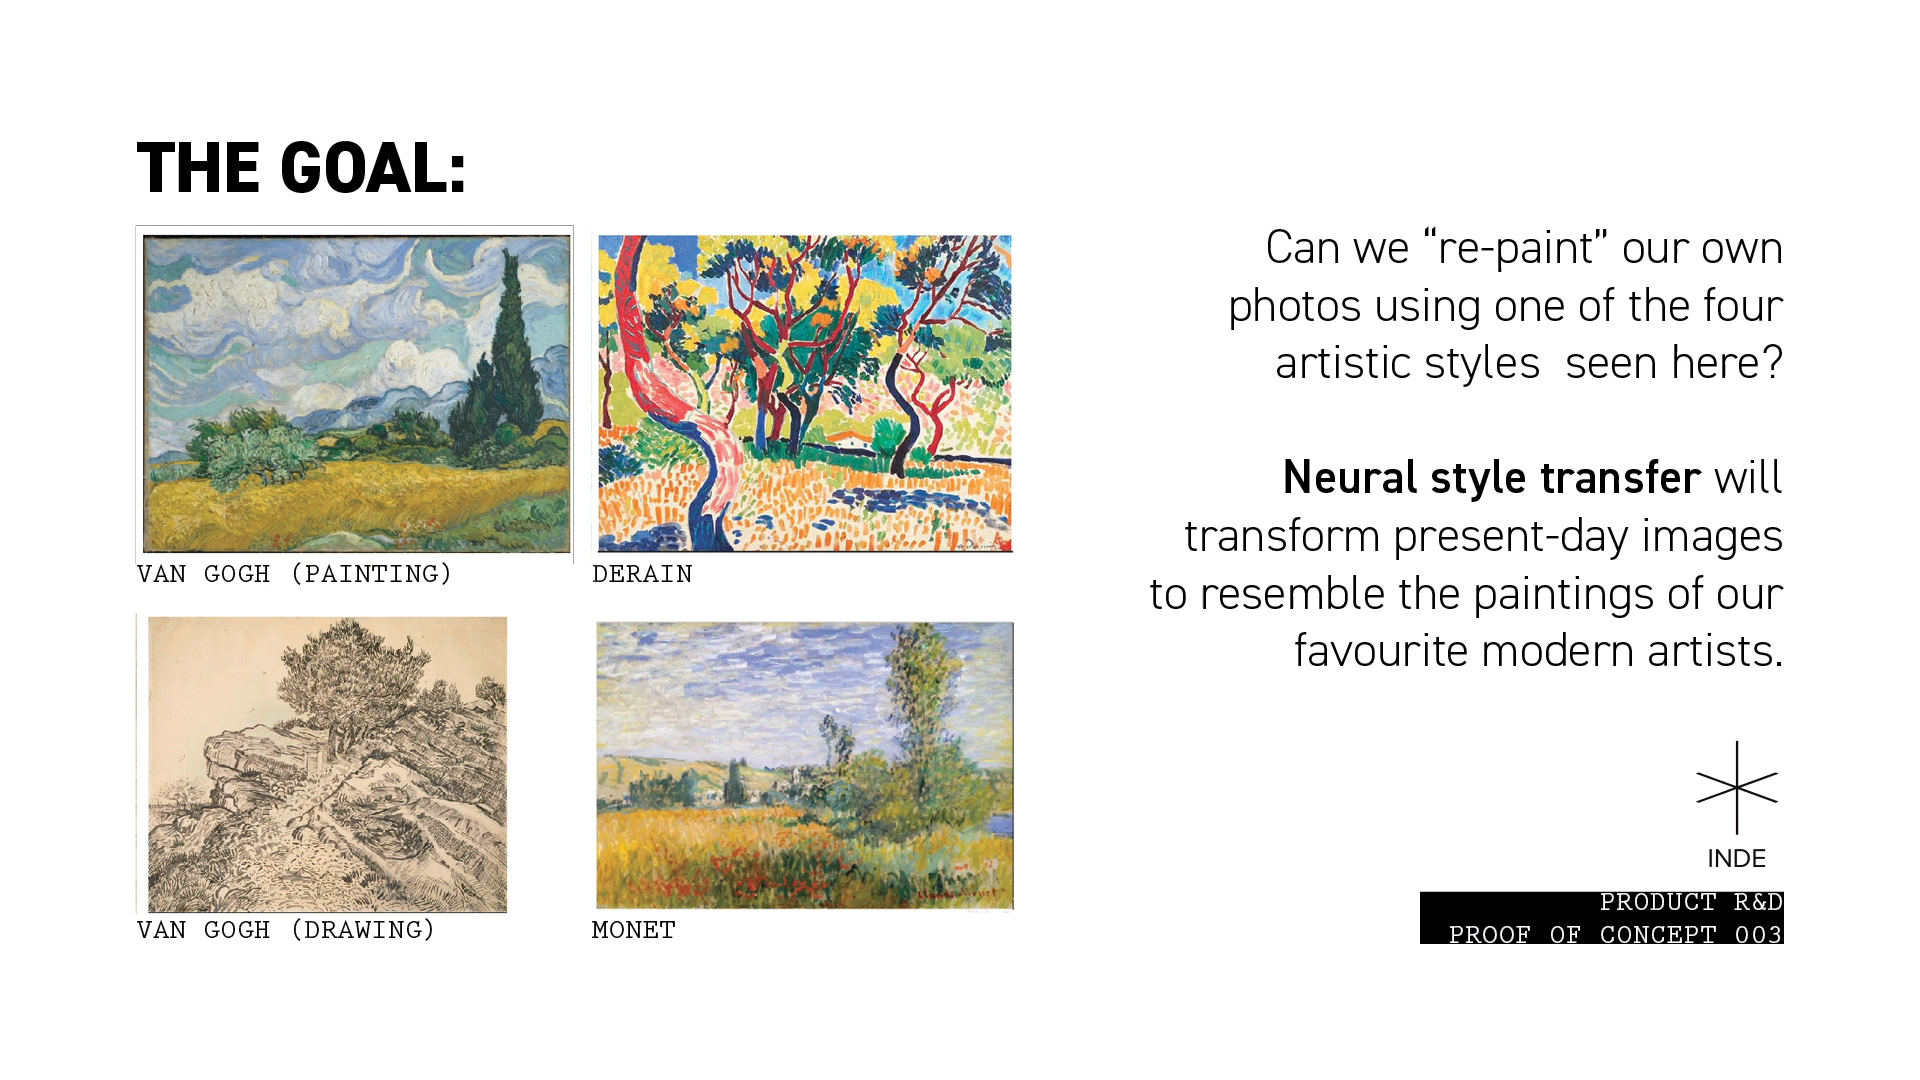 THE GOAL:
VAN GOGH (PAINTING)
DERAIN
VAN GOGH (DRAWING)
MONET
Can we “re-paint” our own
photos using one of the four
artistic styles seen here?
Neural style transfer will
transform present-day images
to resemble the paintings of our
favourite modern artists.
INDE
PRODUCT R&D
PROOF OF CONCEPT 003